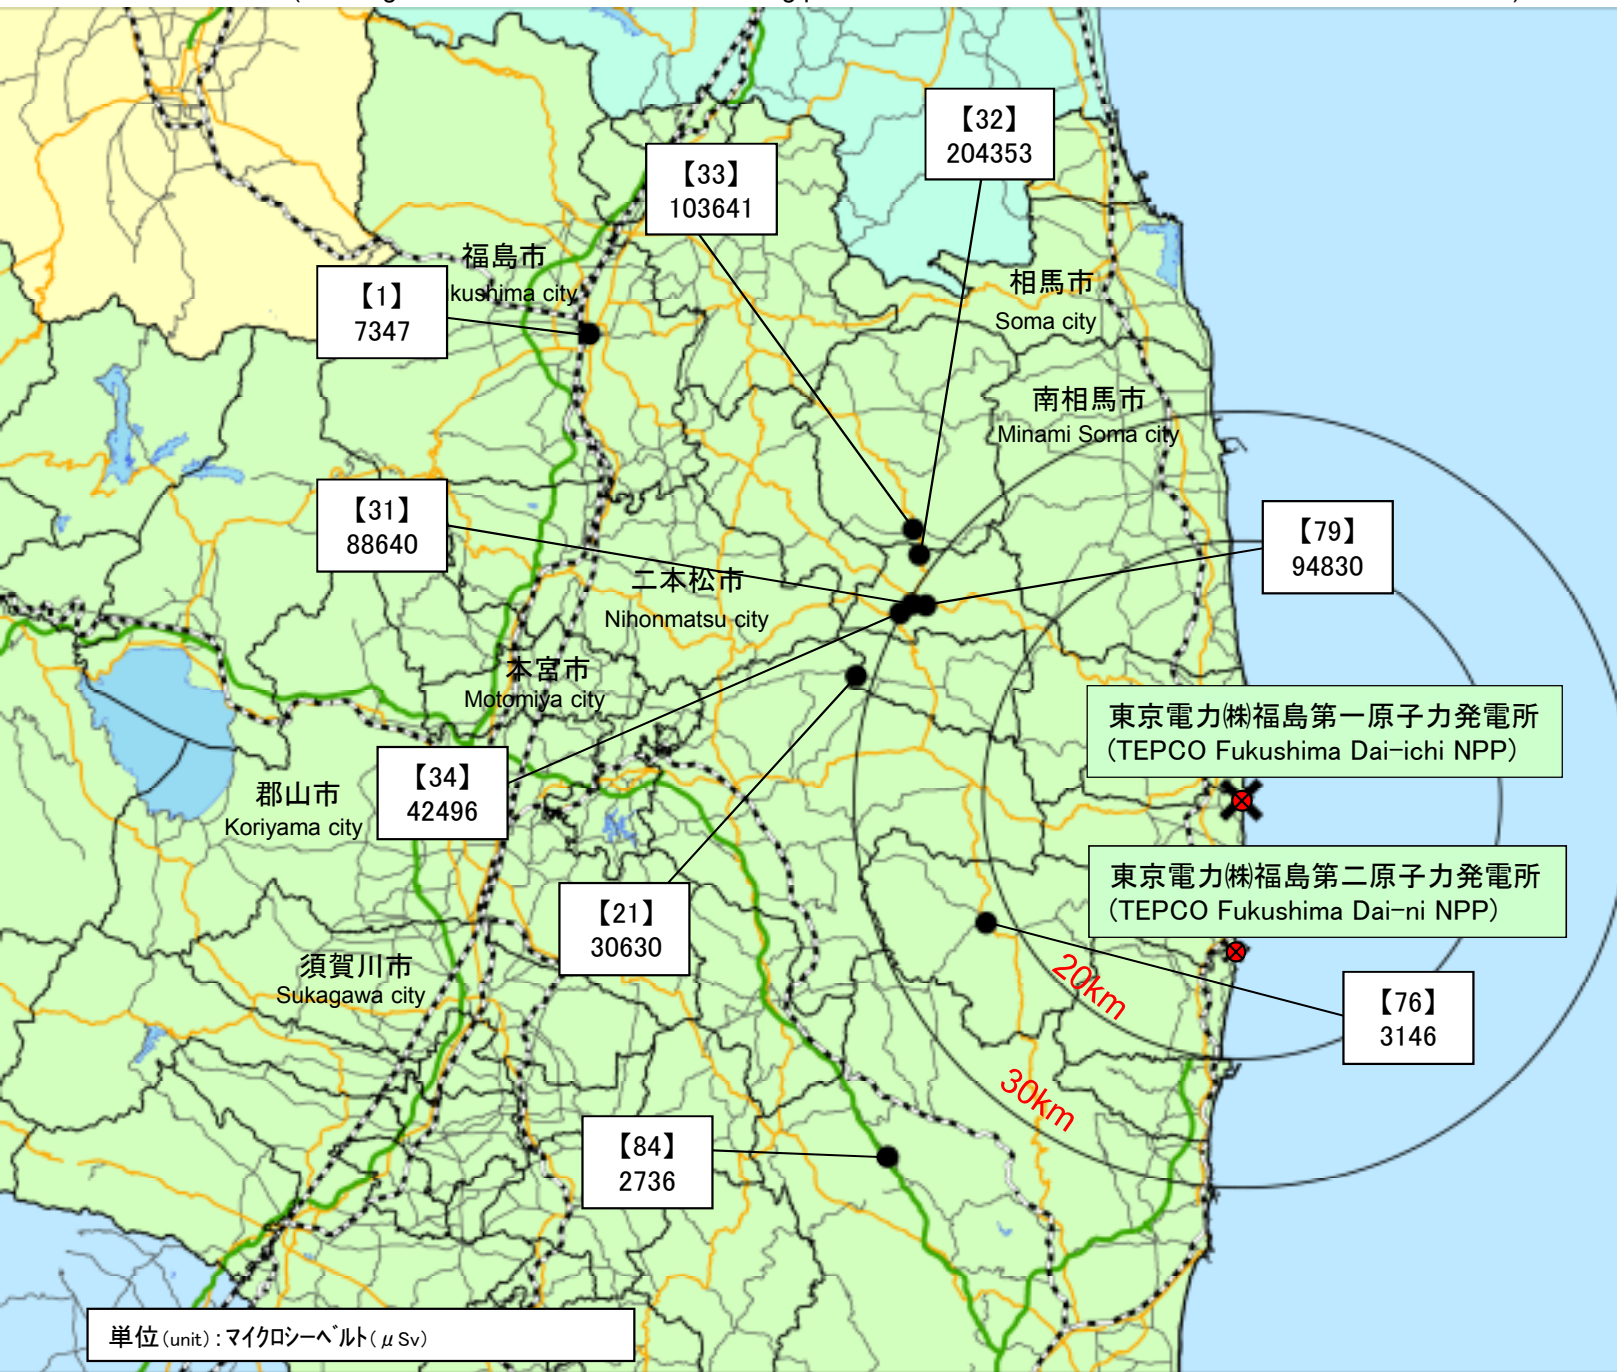 【32】
204353
【33】
103641
福島市
kushima city
【1】
7347
相馬市
Soma city
南相馬市
Minami Soma city
【31】
88640
【79】
94830
二本松市
Nihonmatsu city
本宮市
Motomiya city
東京電力㈱福島第一原子力発電所
(TEPCO Fukushima Dai-ichi NPP)
【34】
42496
郡山市
Koriyama city
東京電力㈱福島第二原子力発電所
(TEPCO Fukushima Dai-ni NPP)
【21】
30630
須賀川市
Sukagawa city
20km
【76】
3146
30km
【84】
2736
単位(unit):マイクロシーベルト(μSv)